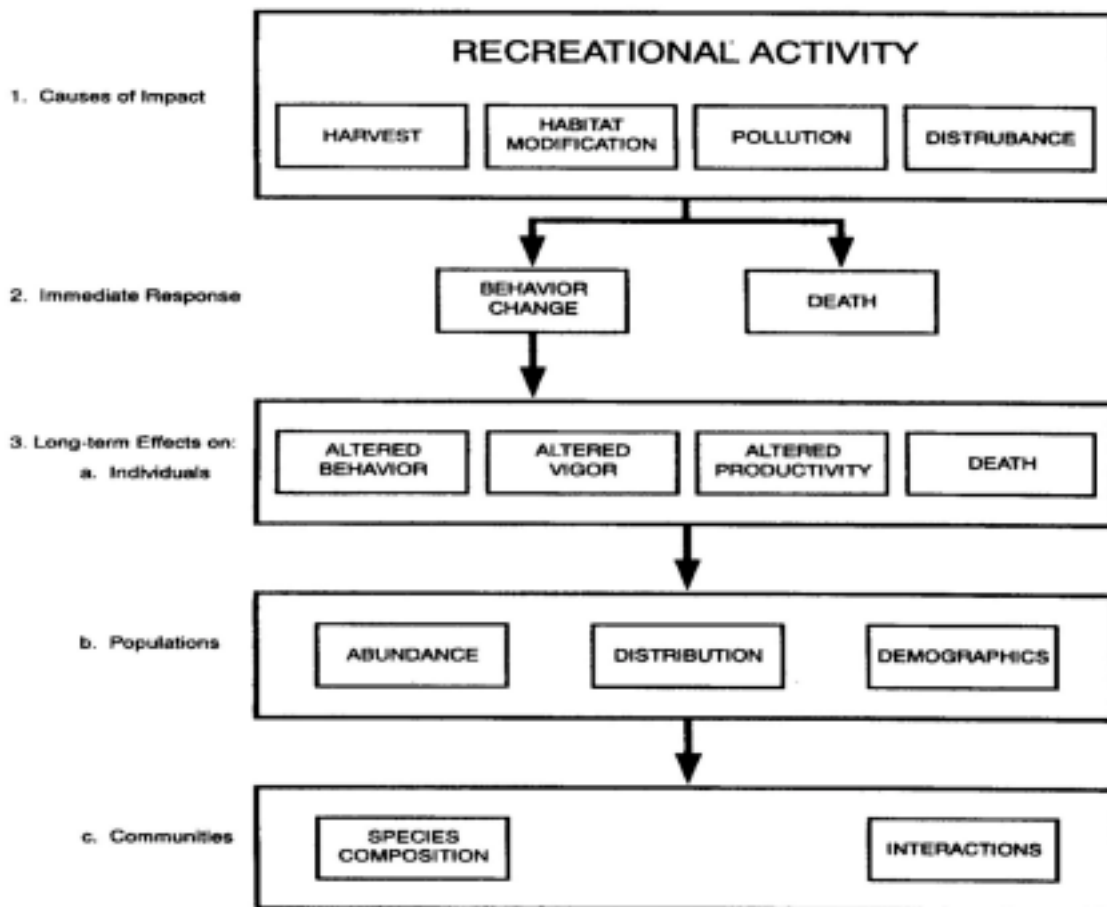 RECREATIONAL ACTIVITY
1. Causes of Impact
HARVEST
HABITAT
MODIFICATION
POLLUTION
DISTRUBANCE
2. Immediate Response
BEHAVIOR
CHANGE
DEATH
3. Long-term Effects on:
a. Individuals
ALTERED
BEHAVIOR
ALTERED
VIGOR
ALTERED
PRODUCTIVITY
DEATH
b. Populations
ABUNDANCE
DISTRIBUTION
DEMOGRAPHICS
c. Communities
SPECIES
COMPOSITION
INTERACTIONS